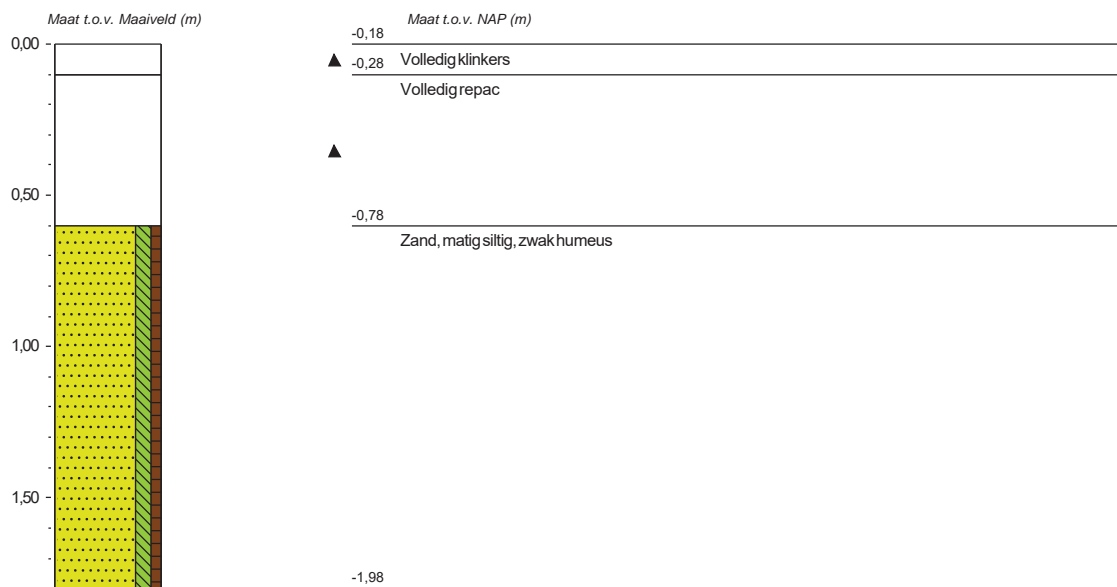 Maat t.o.v. Maaiveld (m)
Maat t.o.v. NAP (m)
0,00
-0,18
Volledig klinkers
-0,28
Volledig repac
0,50
-0,78
Zand, matig siltig, zwak humeus
1,00
1,50
-1,98